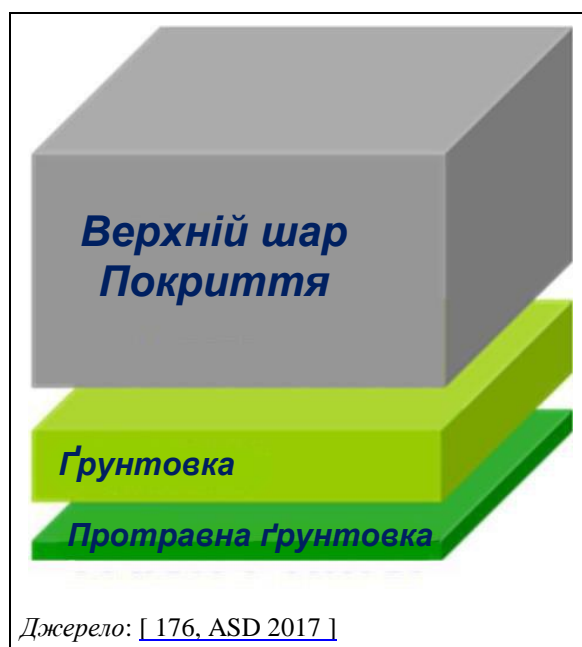 Верхній шар
Покриття
Ґрунтовка
Протравна ґрунтовка
Джерело: [ 176, ASD 2017 ]